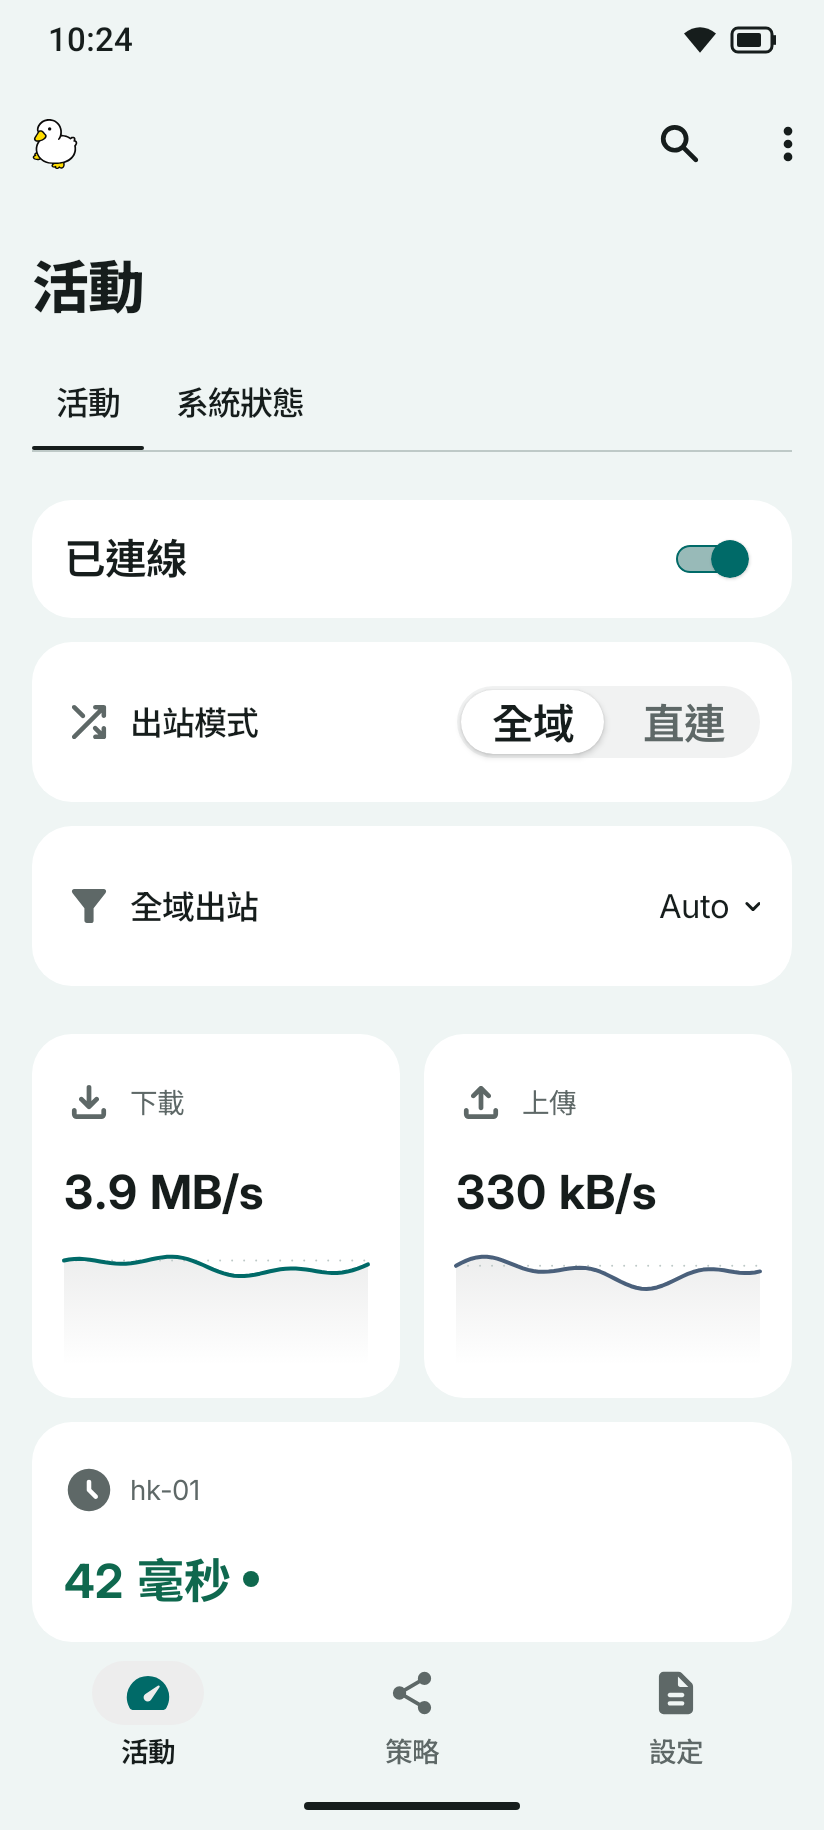 10:24
活動
活動 系統狀態
已連線
出站模式 全域 直連
全域出站 Auto
下載 上傳
3.9 MB/s 330 kB/s
hk-01
42 毫秒
活動 策略 設定